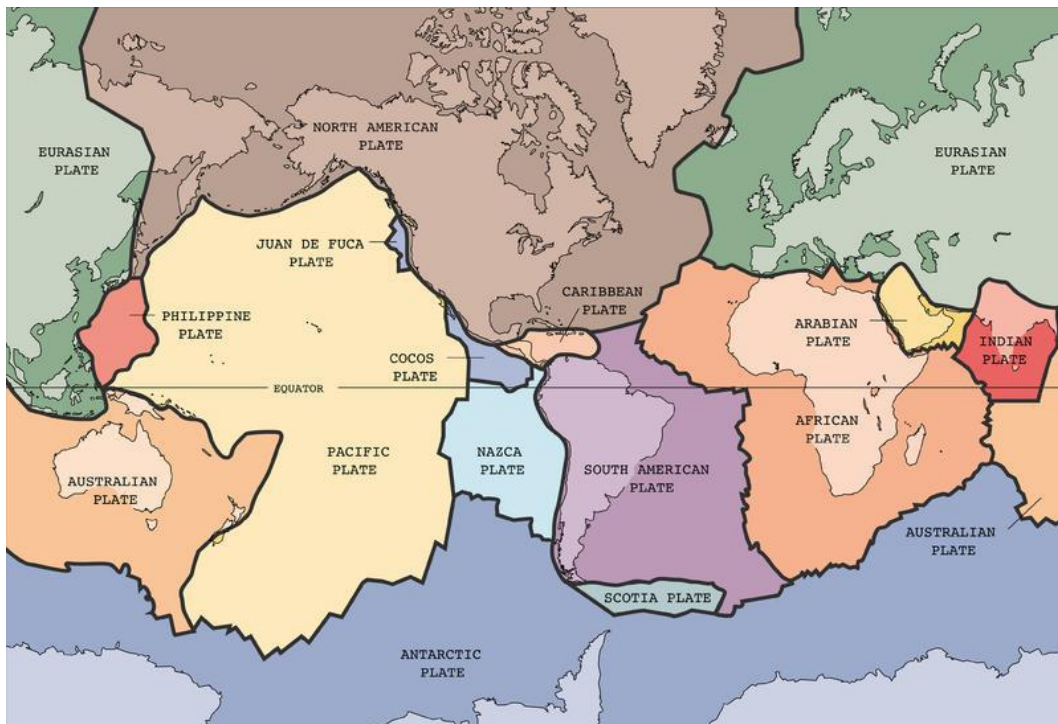 NORTH AMERICAN
PLATE
EURASIAN
PLATE
EURASIAN
PLATE
JUAN DE FUCA
PLATE
CARIBBEAN
PLATE
PHILIPPINE
PLATE
ARABIAN
PLATE
INDIAN
PLATE
COCOS
PLATE
EQUATOR
AFRICAN
PLATE
PACIFIC
PLATE
NAZCA
PLATE
SOUTH AMERICAN
PLATE
AUSTRALIAN
PLATE
AUSTRALIAN
PLATE
SCOTIA PLATE
ANTARCTIC
PLATE